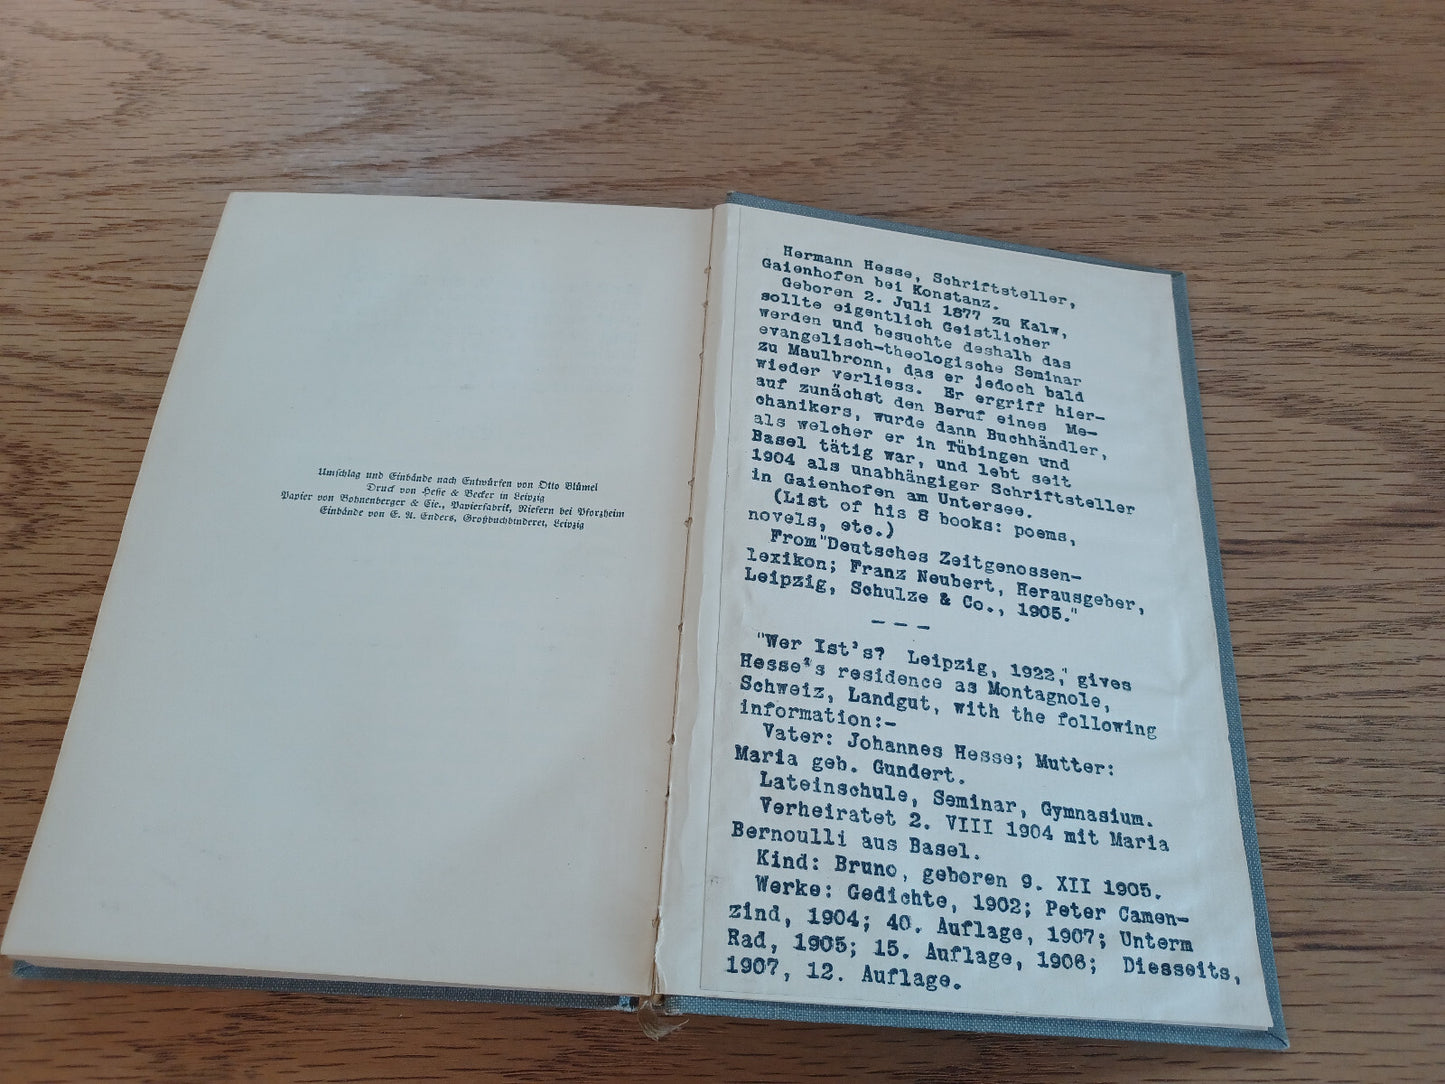 Umschlag und Einbände nach Entwürfen von Otto Blümel
Druck von Hesse & Becker in Leipzig
Papier von Bohnenberger & Cie., Papierfabrik, Niefern bei Pforzheim
Einbände von E. A. Enders, Großbuchbinderei, Leipzig
Hermann Hesse, Schriftsteller,
Gaienhofen bei Konstanz.
Geboren 2. Juli 1877 zu Kalw,
sollte eigentlich Geistlicher
werden und besuchte deshalb das
evangelisch-theologische Seminar
zu Maulbronn, das er jedoch bald
wieder verliess. Er ergriff hier-
auf zunächst den Beruf eines Me-
chanikers, wurde dann Buchhändler,
als welcher er in Tübingen und
Basel tätig war, und lebt seit
1904 als unabhängiger Schriftsteller
in Gaienhofen am Untersee.
(List of his 8 books: poems,
novels, etc.)
From "Deutsches Zeitgenossen-
lexikon; Franz Neubert, Herausgeber,
Leipzig, Schulze & Co., 1905."
---
"Wer Ist's? Leipzig, 1922," gives
Hesse's residence as Montagnole,
Schweiz, Landgut, with the following
information:-
Vater: Johannes Hesse; Mutter:
Maria geb. Gundert.
Lateinschule, Seminar, Gymnasium.
Verheiratet 2. VIII 1904 mit Maria
Bernoulli aus Basel.
Kind: Bruno, geboren 9. XII 1905.
Werke: Gedichte, 1902; Peter Camen-
zind, 1904; 40. Auflage, 1907; Unterm
Rad, 1905; 15. Auflage, 1906; Diesseits,
1907, 12. Auflage.